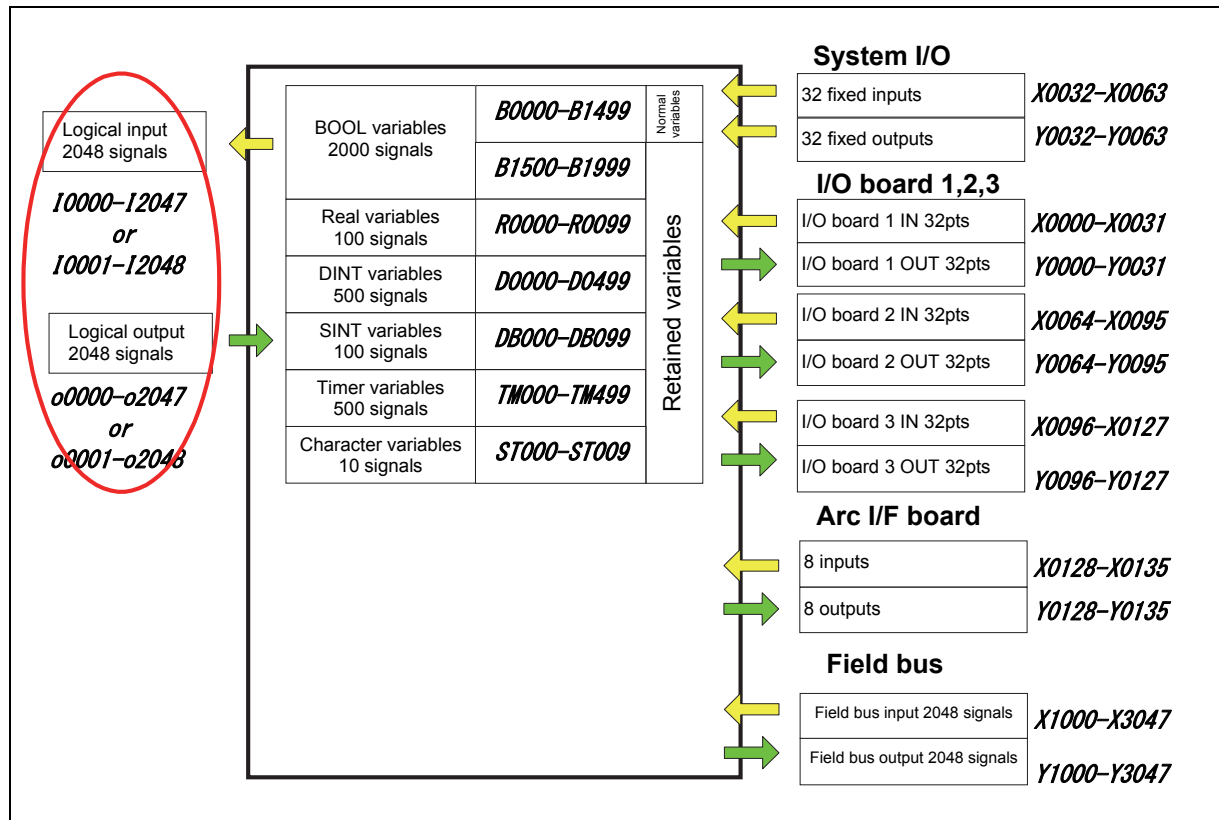 Logical input
2048 signals
I0000-I2047
or
I0001-I2048
Logical output
2048 signals
o0000-o2047
or
o0001-o2048
BOOL variables
2000 signals
B0000-B1499
Normal
variables
B1500-B1999
Real variables
100 signals
R0000-R0099
DINT variables
500 signals
D0000-D0499
SINT variables
100 signals
DB000-DB099
Timer variables
500 signals
TM000-TM499
Character variables
10 signals
ST000-ST009
Retained variables
System I/O
32 fixed inputs
X0032-X0063
32 fixed outputs
Y0032-Y0063
I/O board 1,2,3
I/O board 1 IN 32pts
X0000-X0031
I/O board 1 OUT 32pts
Y0000-Y0031
I/O board 2 IN 32pts
X0064-X0095
I/O board 2 OUT 32pts
Y0064-Y0095
I/O board 3 IN 32pts
X0096-X0127
I/O board 3 OUT 32pts
Y0096-Y0127
Arc I/F board
8 inputs
X0128-X0135
8 outputs
Y0128-Y0135
Field bus
Field bus input 2048 signals
X1000-X3047
Field bus output 2048 signals
Y1000-Y3047